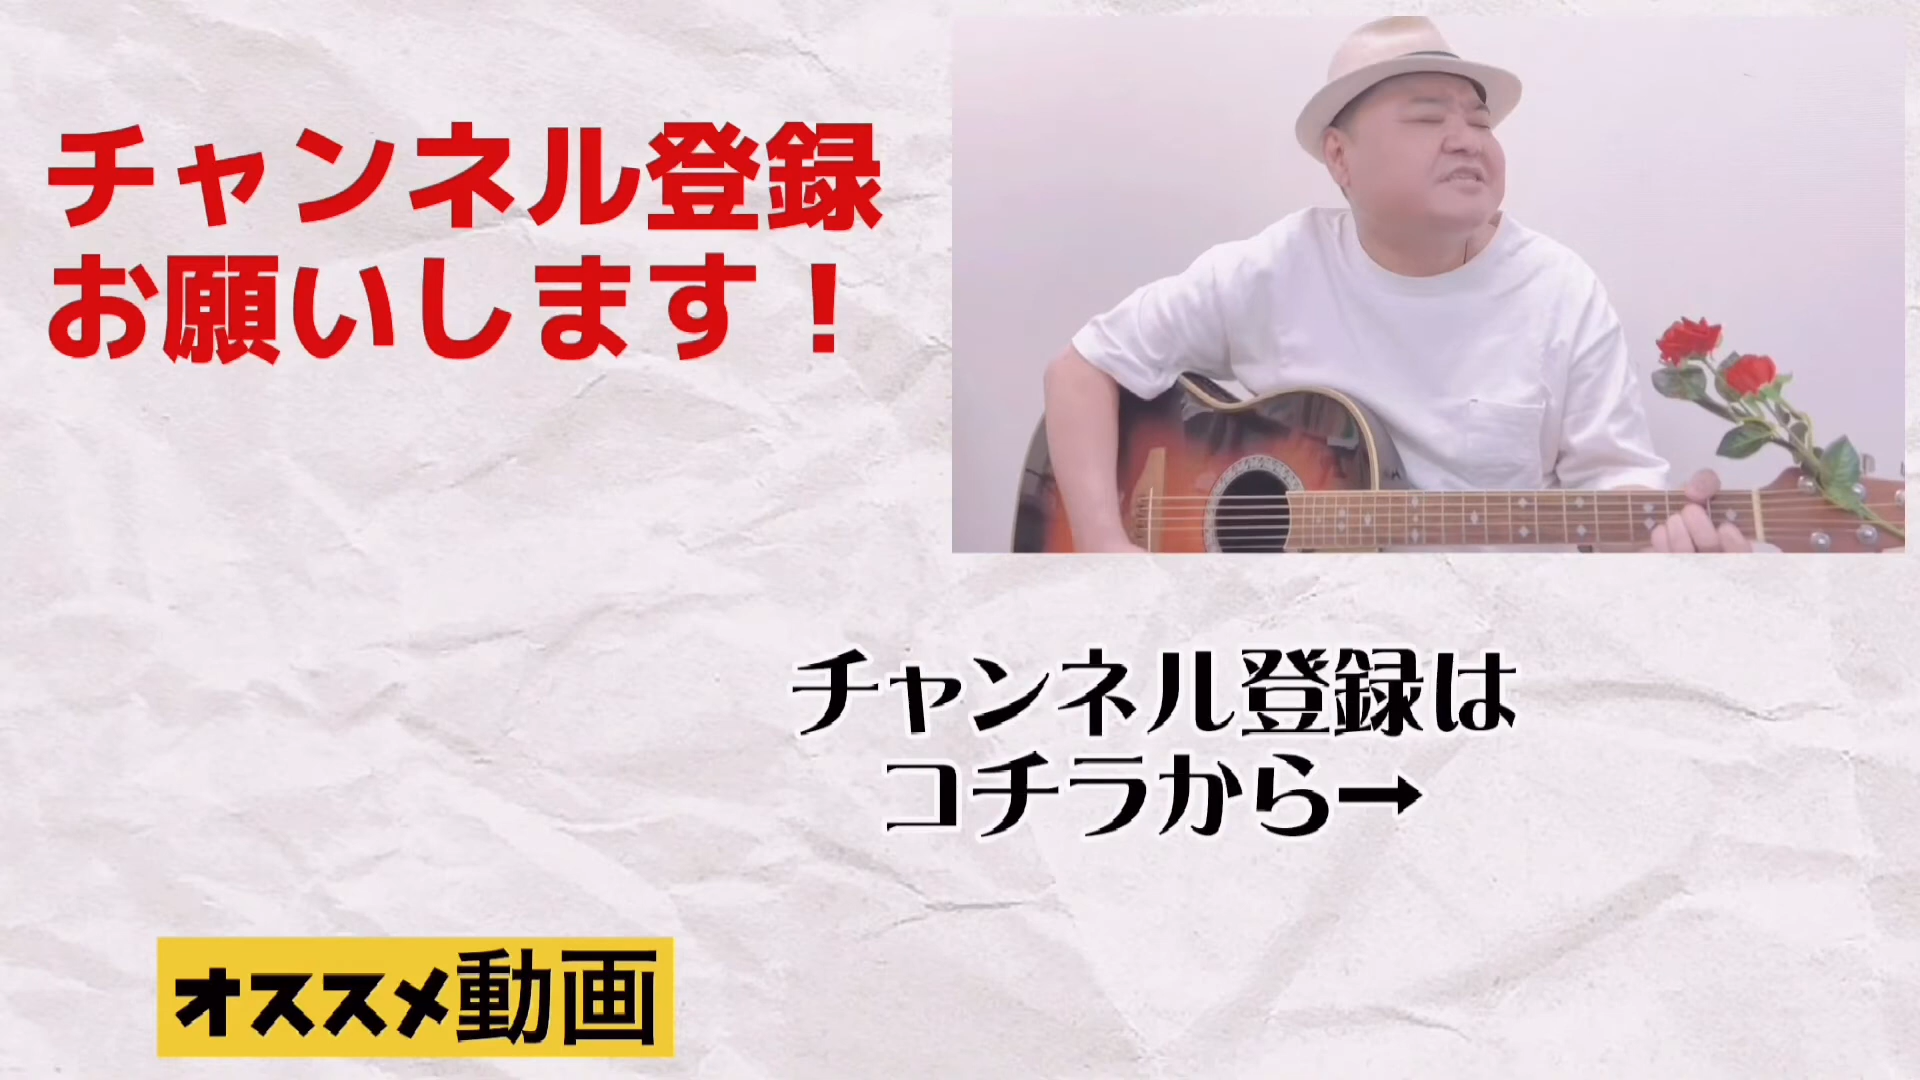 チャンネル登録
お願いします！
チャンネル登録は
コチラから→
オススメ動画